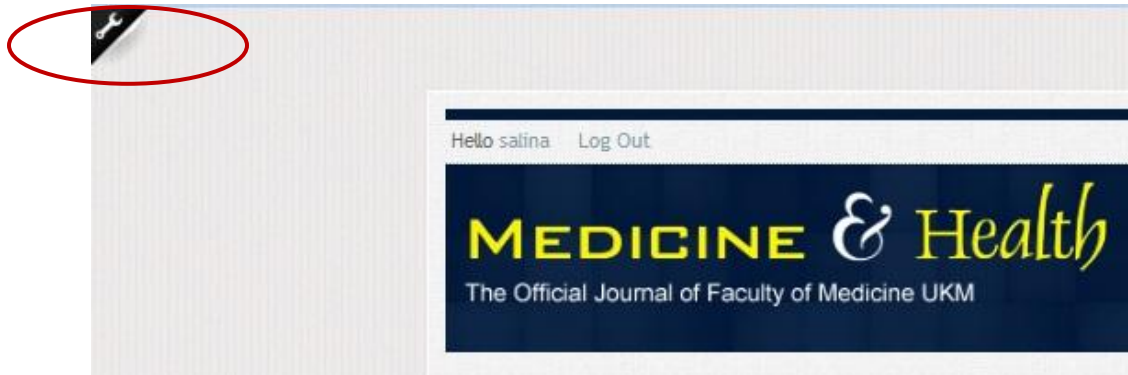 Hello salina Log Out
MEDICINE & Health
The Official Journal of Faculty of Medicine UKM